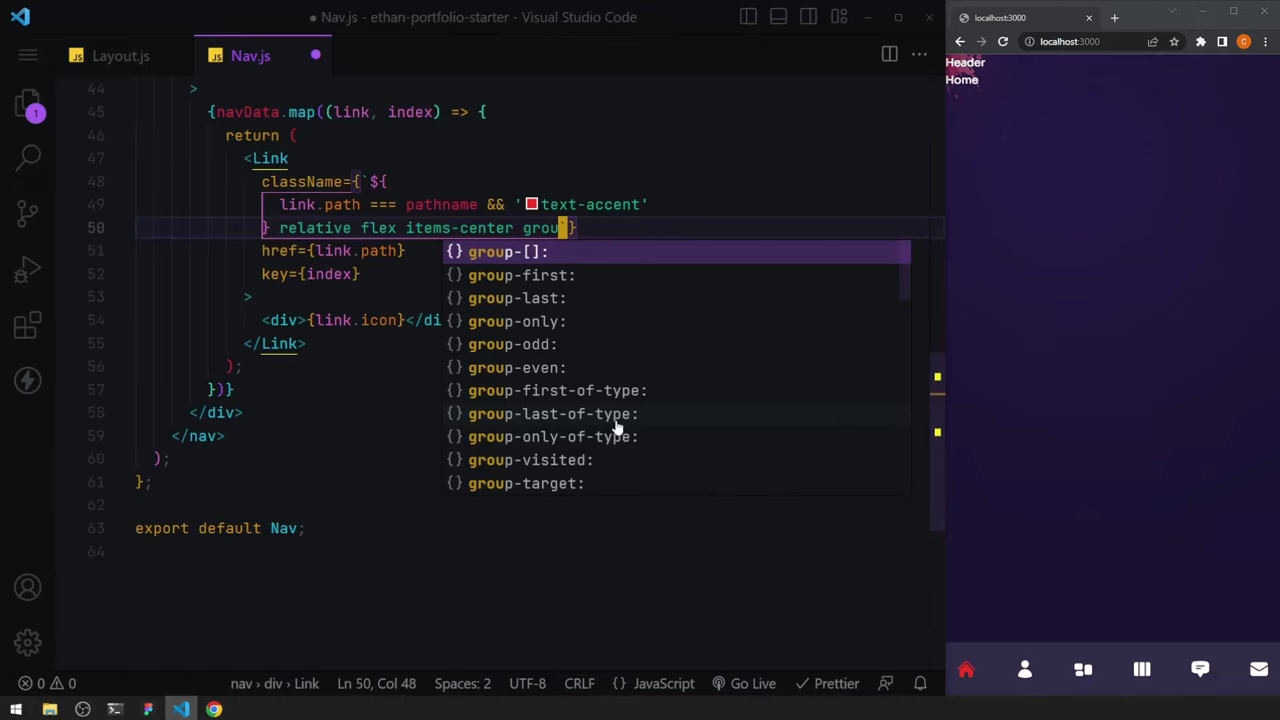 Nav.js - ethan-portfolio-starter - Visual Studio Code
JS Layout.js
JS Nav.js
44 >
45 {navData.map((link, index) => {
46 return (
47 <Link
48 className={`${
49 link.path === pathname && 'text-accent'
50 } relative flex items-center grou`}
51 href={link.path}
52 key={index}
53 >
54 <div>{link.icon}</di
55 </Link>
56 );
57 })}
58 </div>
59 </nav>
60 );
61 };
62
63 export default Nav;
64
{} group-[]:
{} group-first:
{} group-last:
{} group-only:
{} group-odd:
{} group-even:
{} group-first-of-type:
{} group-last-of-type:
{} group-only-of-type:
{} group-visited:
{} group-target:
1
0 0
nav › div › Link
Ln 50, Col 48
Spaces: 2
UTF-8
CRLF
{} JavaScript
Go Live
Prettier
localhost:3000
localhost:3000
C
Header
Home